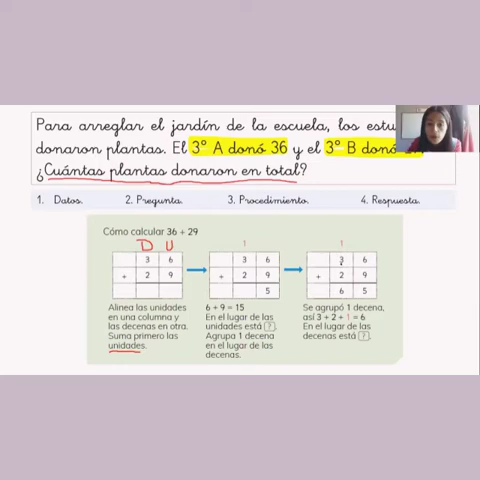 Para arreglar el jardín de la escuela, los
donaron plantas. El 3° A donó 36 y el 3° B donó
¿Cuántas plantas donaron en total?
1. Datos. 2. Pregunta. 3. Procedimiento. 4. Respuesta.
Cómo calcular 36 + 29
D U
3 6
+ 2 9
Alinea las unidades
en una columna y
las decenas en otra.
Suma primero las
unidades.
1
3 6
+ 2 9
5
6 + 9 = 15
En el lugar de las
unidades está ?.
Agrupa 1 decena
en el lugar de las
decenas.
1
3 6
+ 2 9
6 5
Se agrupó 1 decena,
así 3 + 2 + 1 = 6
En el lugar de las
decenas está ?.